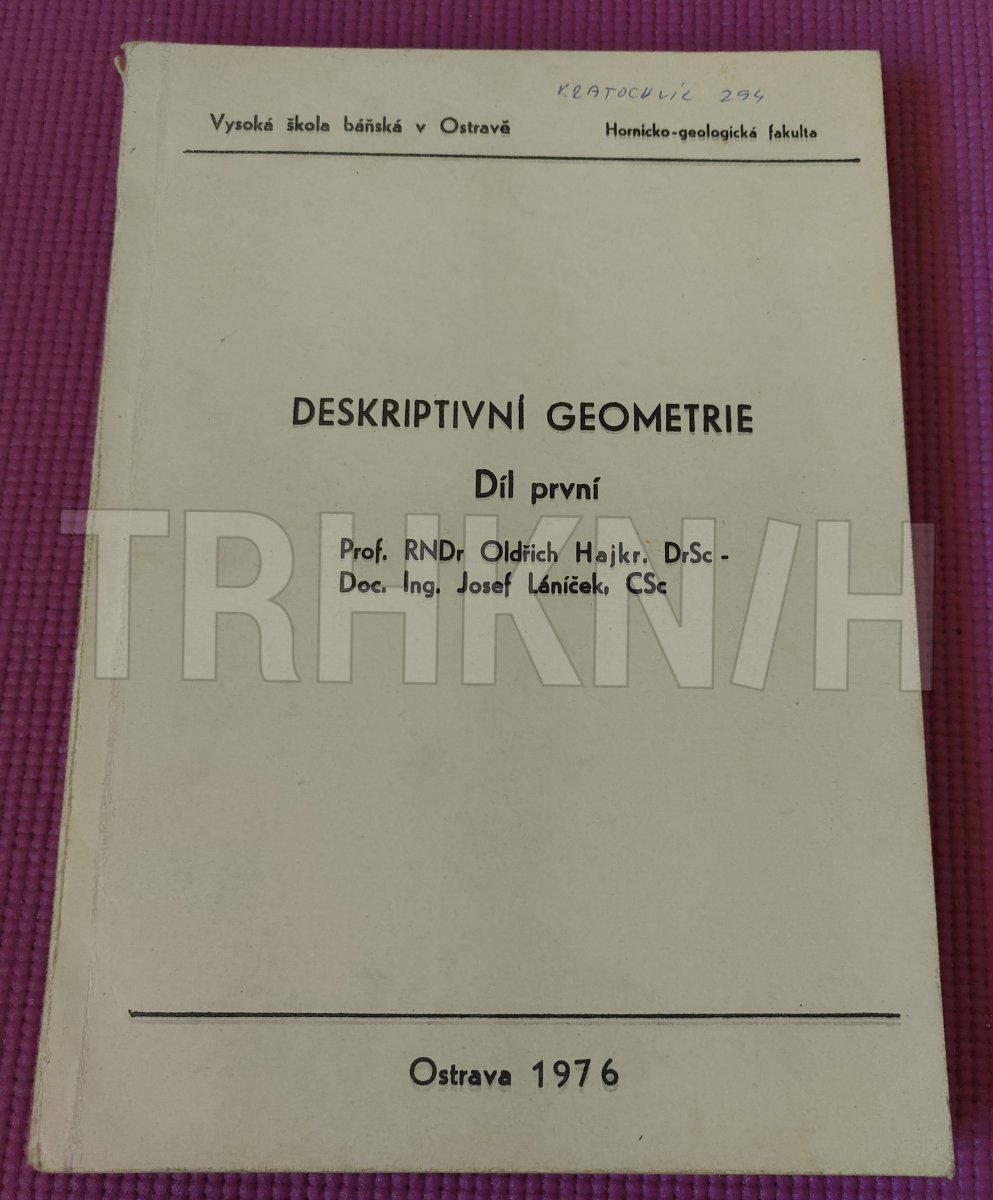 KRATOCHVÍL 294
Vysoká škola báňská v Ostravě Hornicko-geologická fakulta
DESKRIPTIVNÍ GEOMETRIE
Díl první
Prof. RNDr Oldřich Hajkr. DrSc -
Doc. Ing. Josef Láníček, CSc
TRHKN/H
Ostrava 1976